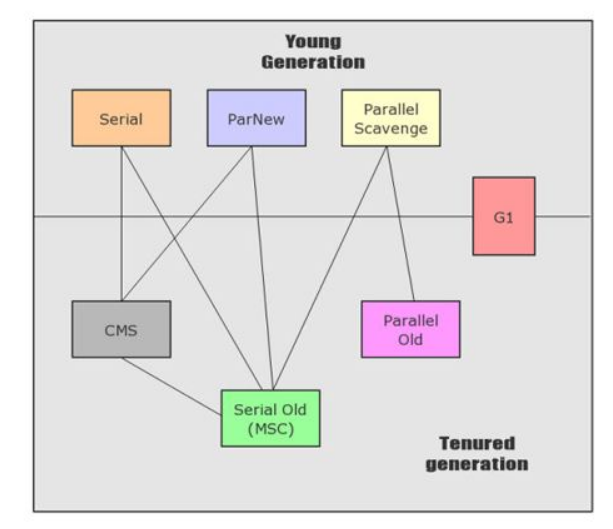 Young
Generation
Serial
ParNew
Parallel
Scavenge
G1
CMS
Parallel
Old
Serial Old
(MSC)
Tenured
generation